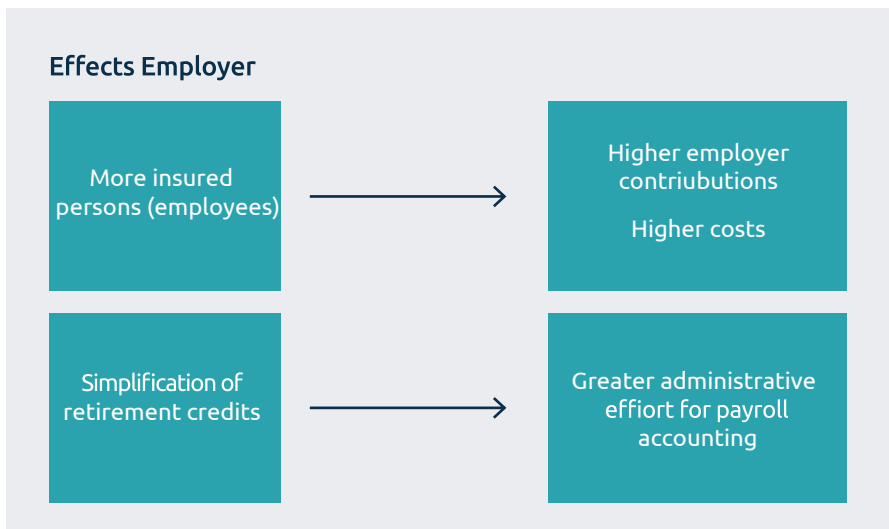 Effects Employer
More insured
persons (employees)
Higher employer
contriubutions
Higher costs
Simplification of
retirement credits
Greater administrative
effiort for payroll
accounting